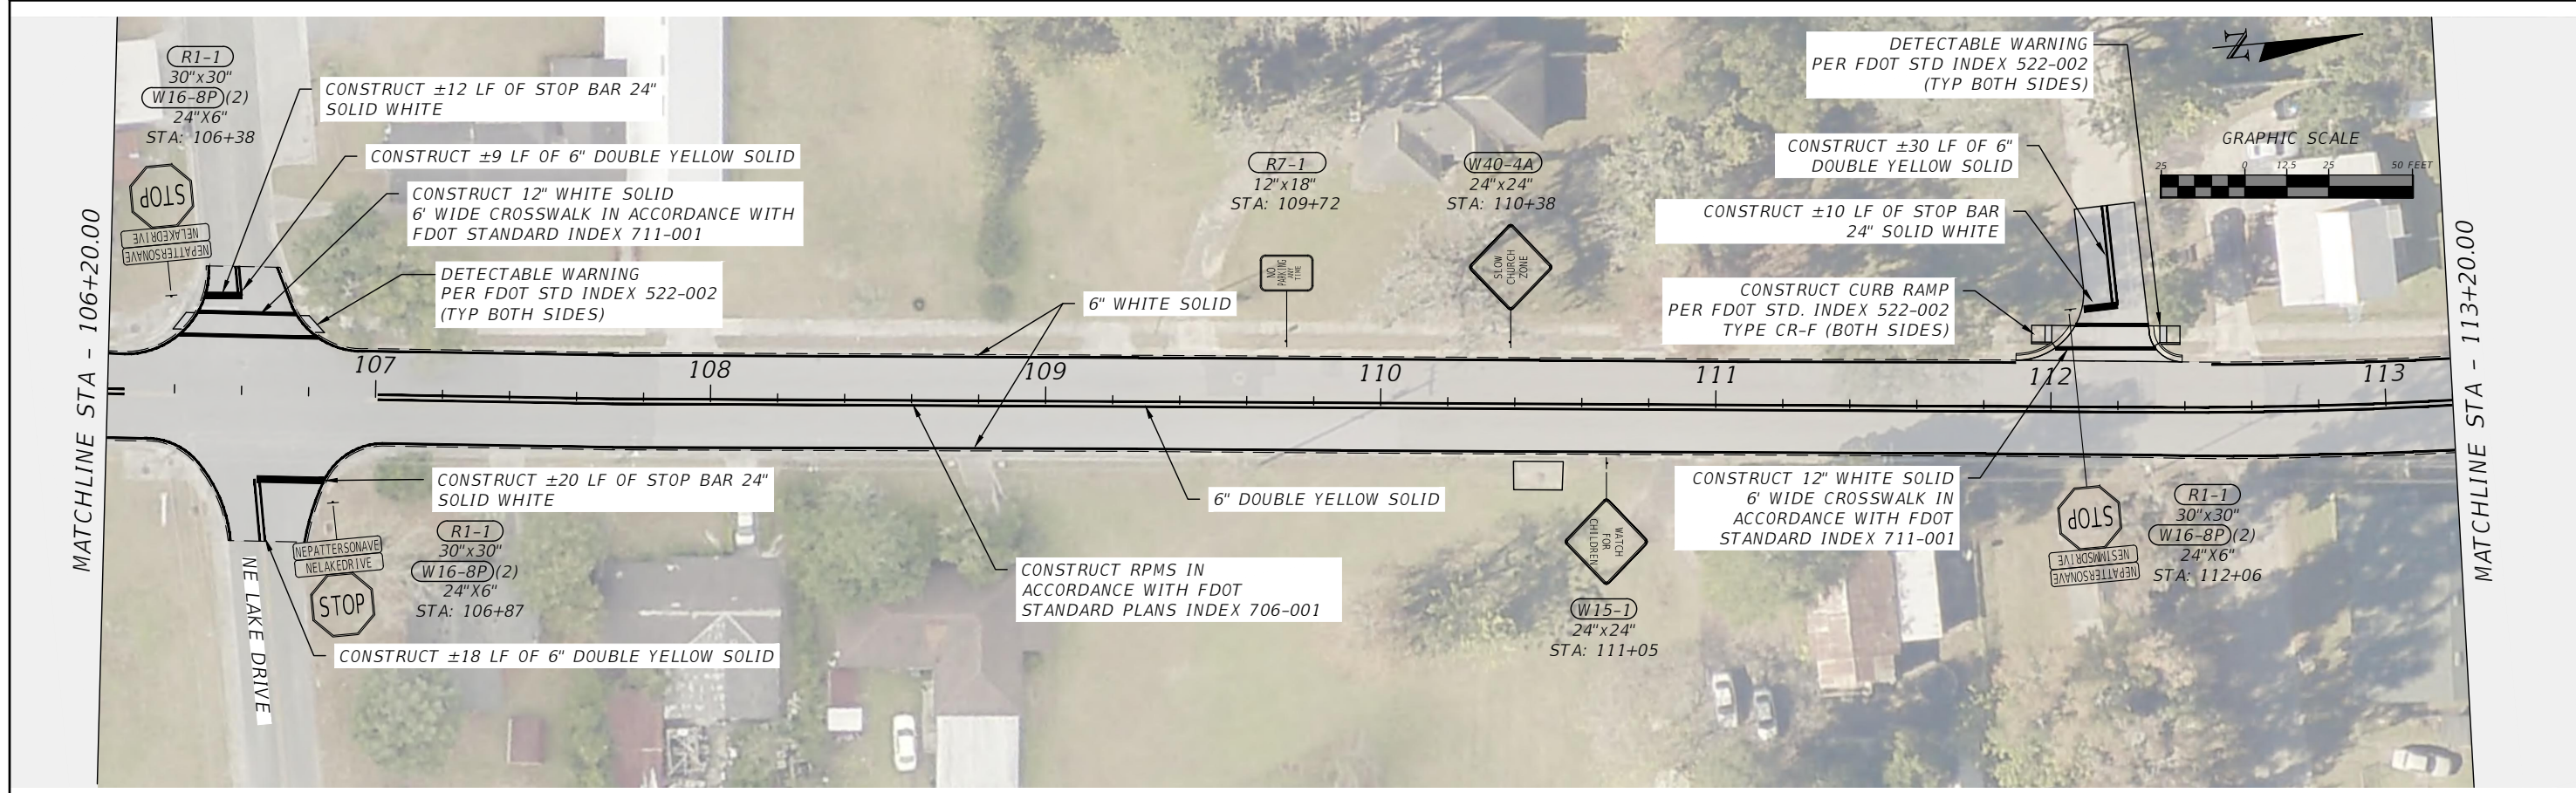 MATCHLINE STA - 106+20.00
R1-1
30"x30"
W16-8P (2)
24"X6"
STA: 106+38
STOP
NELAKEDRIVE
NEPATTERSONAVE
CONSTRUCT ±12 LF OF STOP BAR 24"
SOLID WHITE
CONSTRUCT ±9 LF OF 6" DOUBLE YELLOW SOLID
CONSTRUCT 12" WHITE SOLID
6' WIDE CROSSWALK IN ACCORDANCE WITH
FDOT STANDARD INDEX 711-001
DETECTABLE WARNING
PER FDOT STD INDEX 522-002
(TYP BOTH SIDES)
6" WHITE SOLID
R7-1
12"x18"
STA: 109+72
NO
PARKING
ANY
TIME
W40-4A
24"x24"
STA: 110+38
SLOW
CHURCH
ZONE
DETECTABLE WARNING
PER FDOT STD INDEX 522-002
(TYP BOTH SIDES)
CONSTRUCT ±30 LF OF 6"
DOUBLE YELLOW SOLID
CONSTRUCT ±10 LF OF STOP BAR
24" SOLID WHITE
CONSTRUCT CURB RAMP
PER FDOT STD. INDEX 522-002
TYPE CR-F (BOTH SIDES)
N
GRAPHIC SCALE
25 0 12.5 25 50 FEET
107 108 109 110 111 112 113
CONSTRUCT ±20 LF OF STOP BAR 24"
SOLID WHITE
NEPATTERSONAVE
NELAKEDRIVE
STOP
R1-1
30"x30"
W16-8P (2)
24"X6"
STA: 106+87
NE LAKE DRIVE
CONSTRUCT ±18 LF OF 6" DOUBLE YELLOW SOLID
CONSTRUCT RPMS IN
ACCORDANCE WITH FDOT
STANDARD PLANS INDEX 706-001
6" DOUBLE YELLOW SOLID
WATCH
FOR
CHILDREN
W15-1
24"x24"
STA: 111+05
CONSTRUCT 12" WHITE SOLID
6' WIDE CROSSWALK IN
ACCORDANCE WITH FDOT
STANDARD INDEX 711-001
STOP
NESIMMSDRIVE
NEPATTERSONAVE
R1-1
30"x30"
W16-8P (2)
24"X6"
STA: 112+06
MATCHLINE STA - 113+20.00